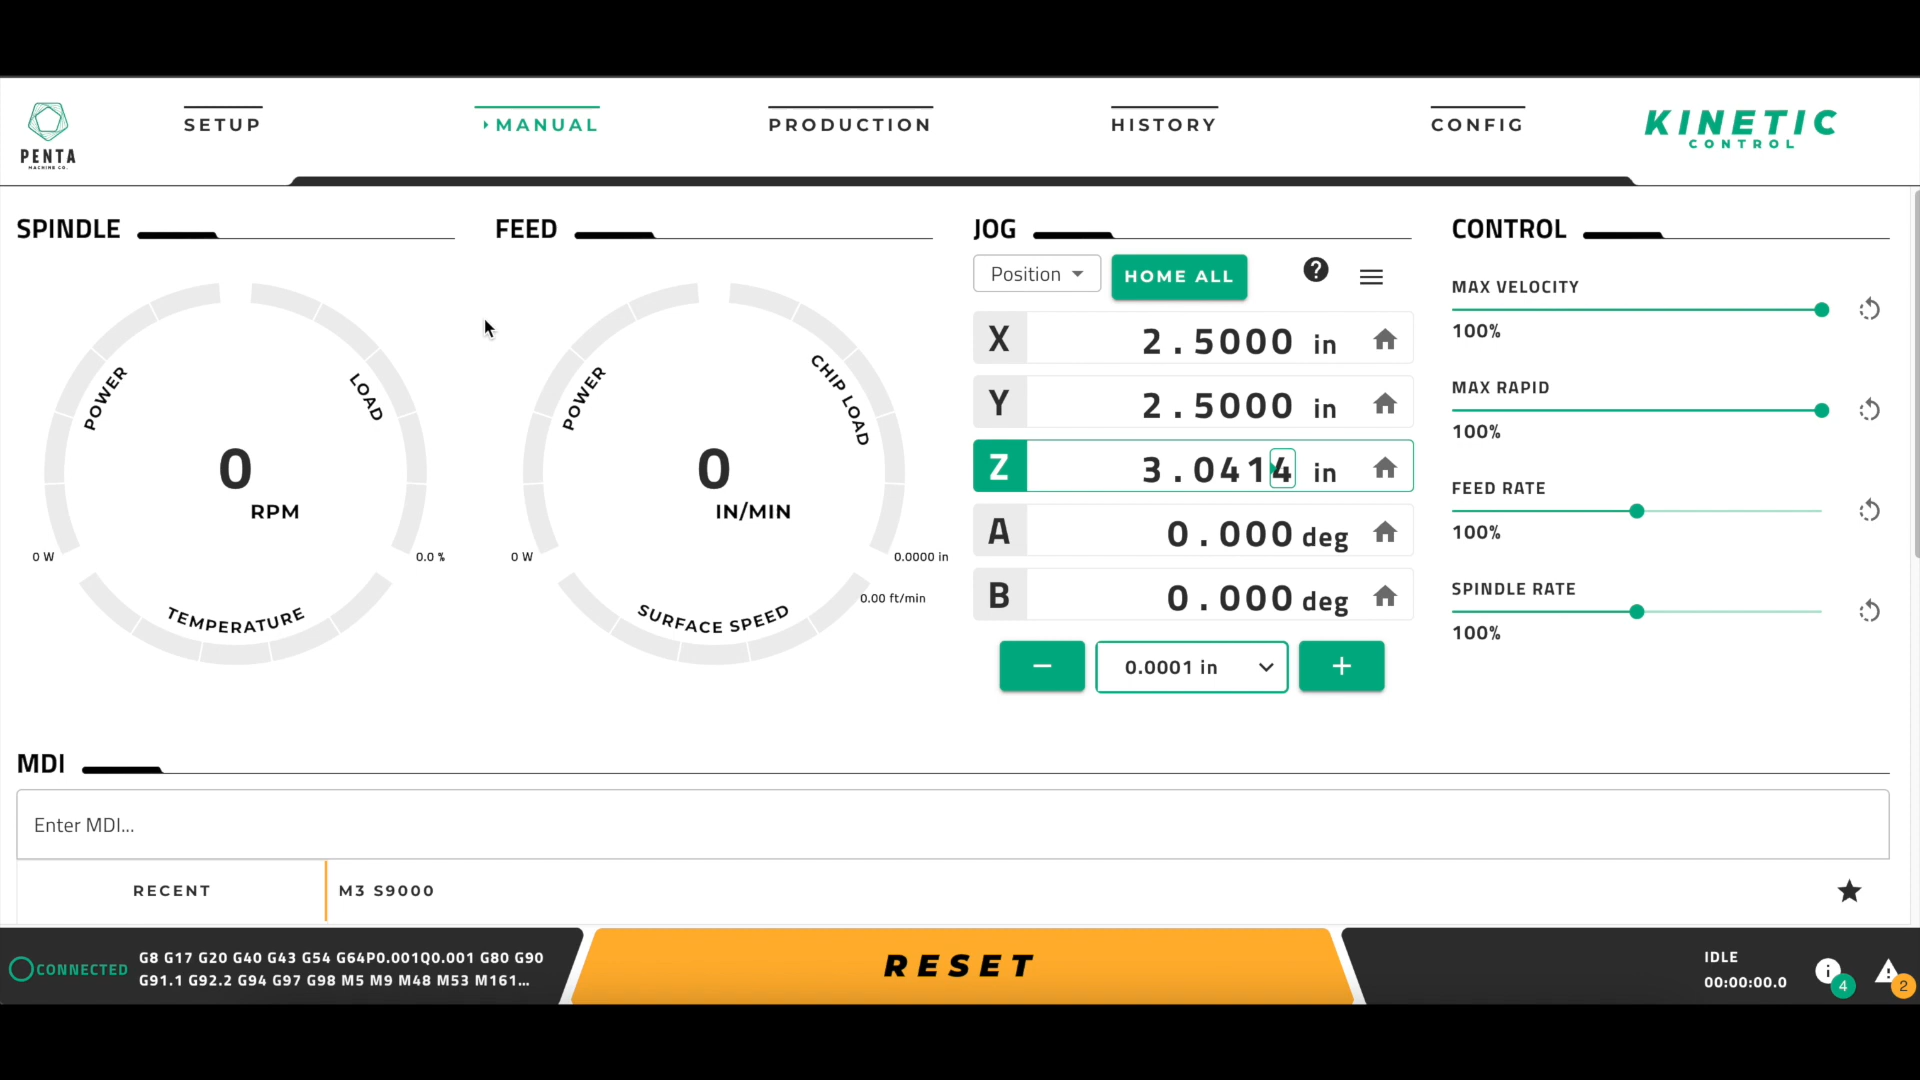 PENTA
MACHINE CO.
SETUP
MANUAL
PRODUCTION
HISTORY
CONFIG
KINETIC
CONTROL
SPINDLE
POWER
LOAD
0
RPM
0 W
0.0 %
TEMPERATURE
FEED
POWER
CHIP LOAD
0
IN/MIN
0 W
0.0000 in
0.00 ft/min
SURFACE SPEED
JOG
Position
HOME ALL
?
X 2.5000 in
Y 2.5000 in
Z 3.0414 in
A 0.000 deg
B 0.000 deg
− 0.0001 in +
CONTROL
MAX VELOCITY
100%
MAX RAPID
100%
FEED RATE
100%
SPINDLE RATE
100%
MDI
Enter MDI...
RECENT
M3 S9000
CONNECTED
G8 G17 G20 G40 G43 G54 G64P0.001Q0.001 G80 G90
G91.1 G92.2 G94 G97 G98 M5 M9 M48 M53 M161...
RESET
IDLE
00:00:00.0
4
2